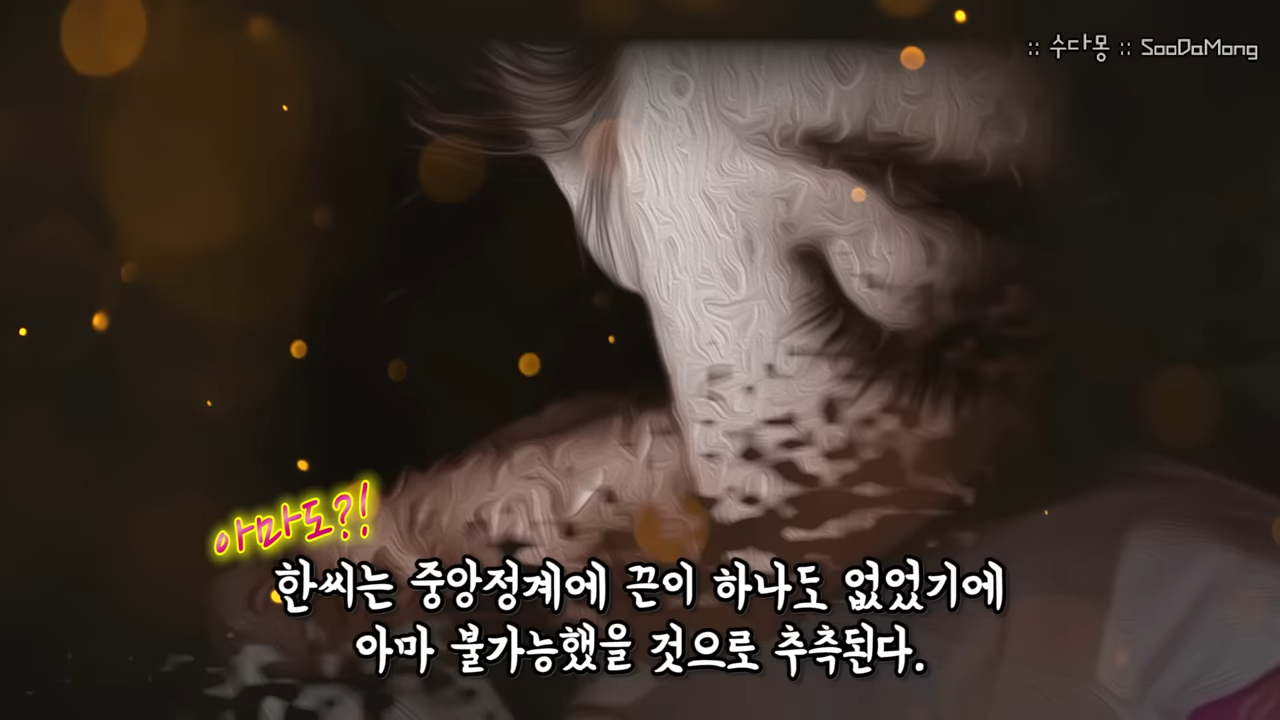 :: 수다몽 :: SooDaMong
아마도?!
한씨는 중앙정계에 끈이 하나도 없었기에
아마 불가능했을 것으로 추측된다.